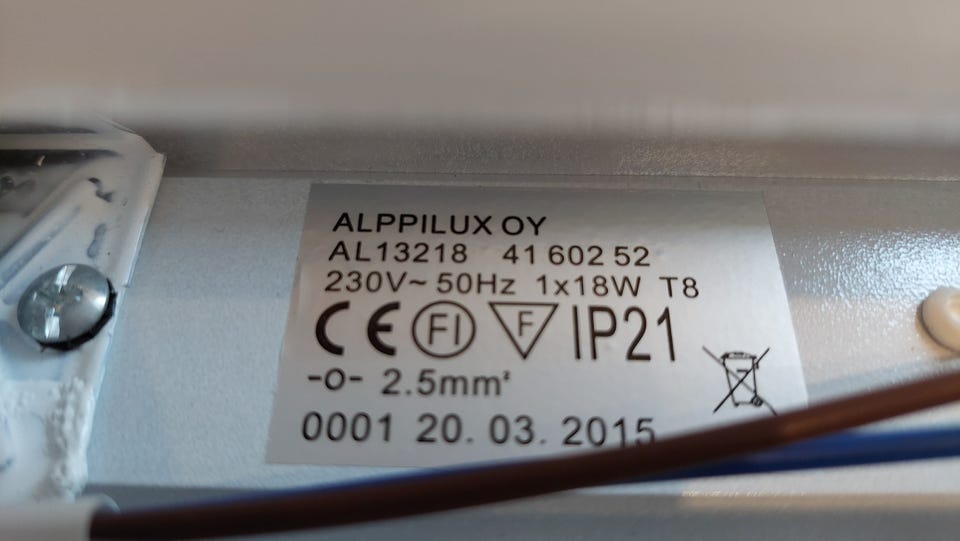 ALPPILUX OY
AL13218 41 602 52
230V~ 50Hz 1x18W T8
CE FI F IP21
-o- 2.5mm²
0001 20. 03. 2015